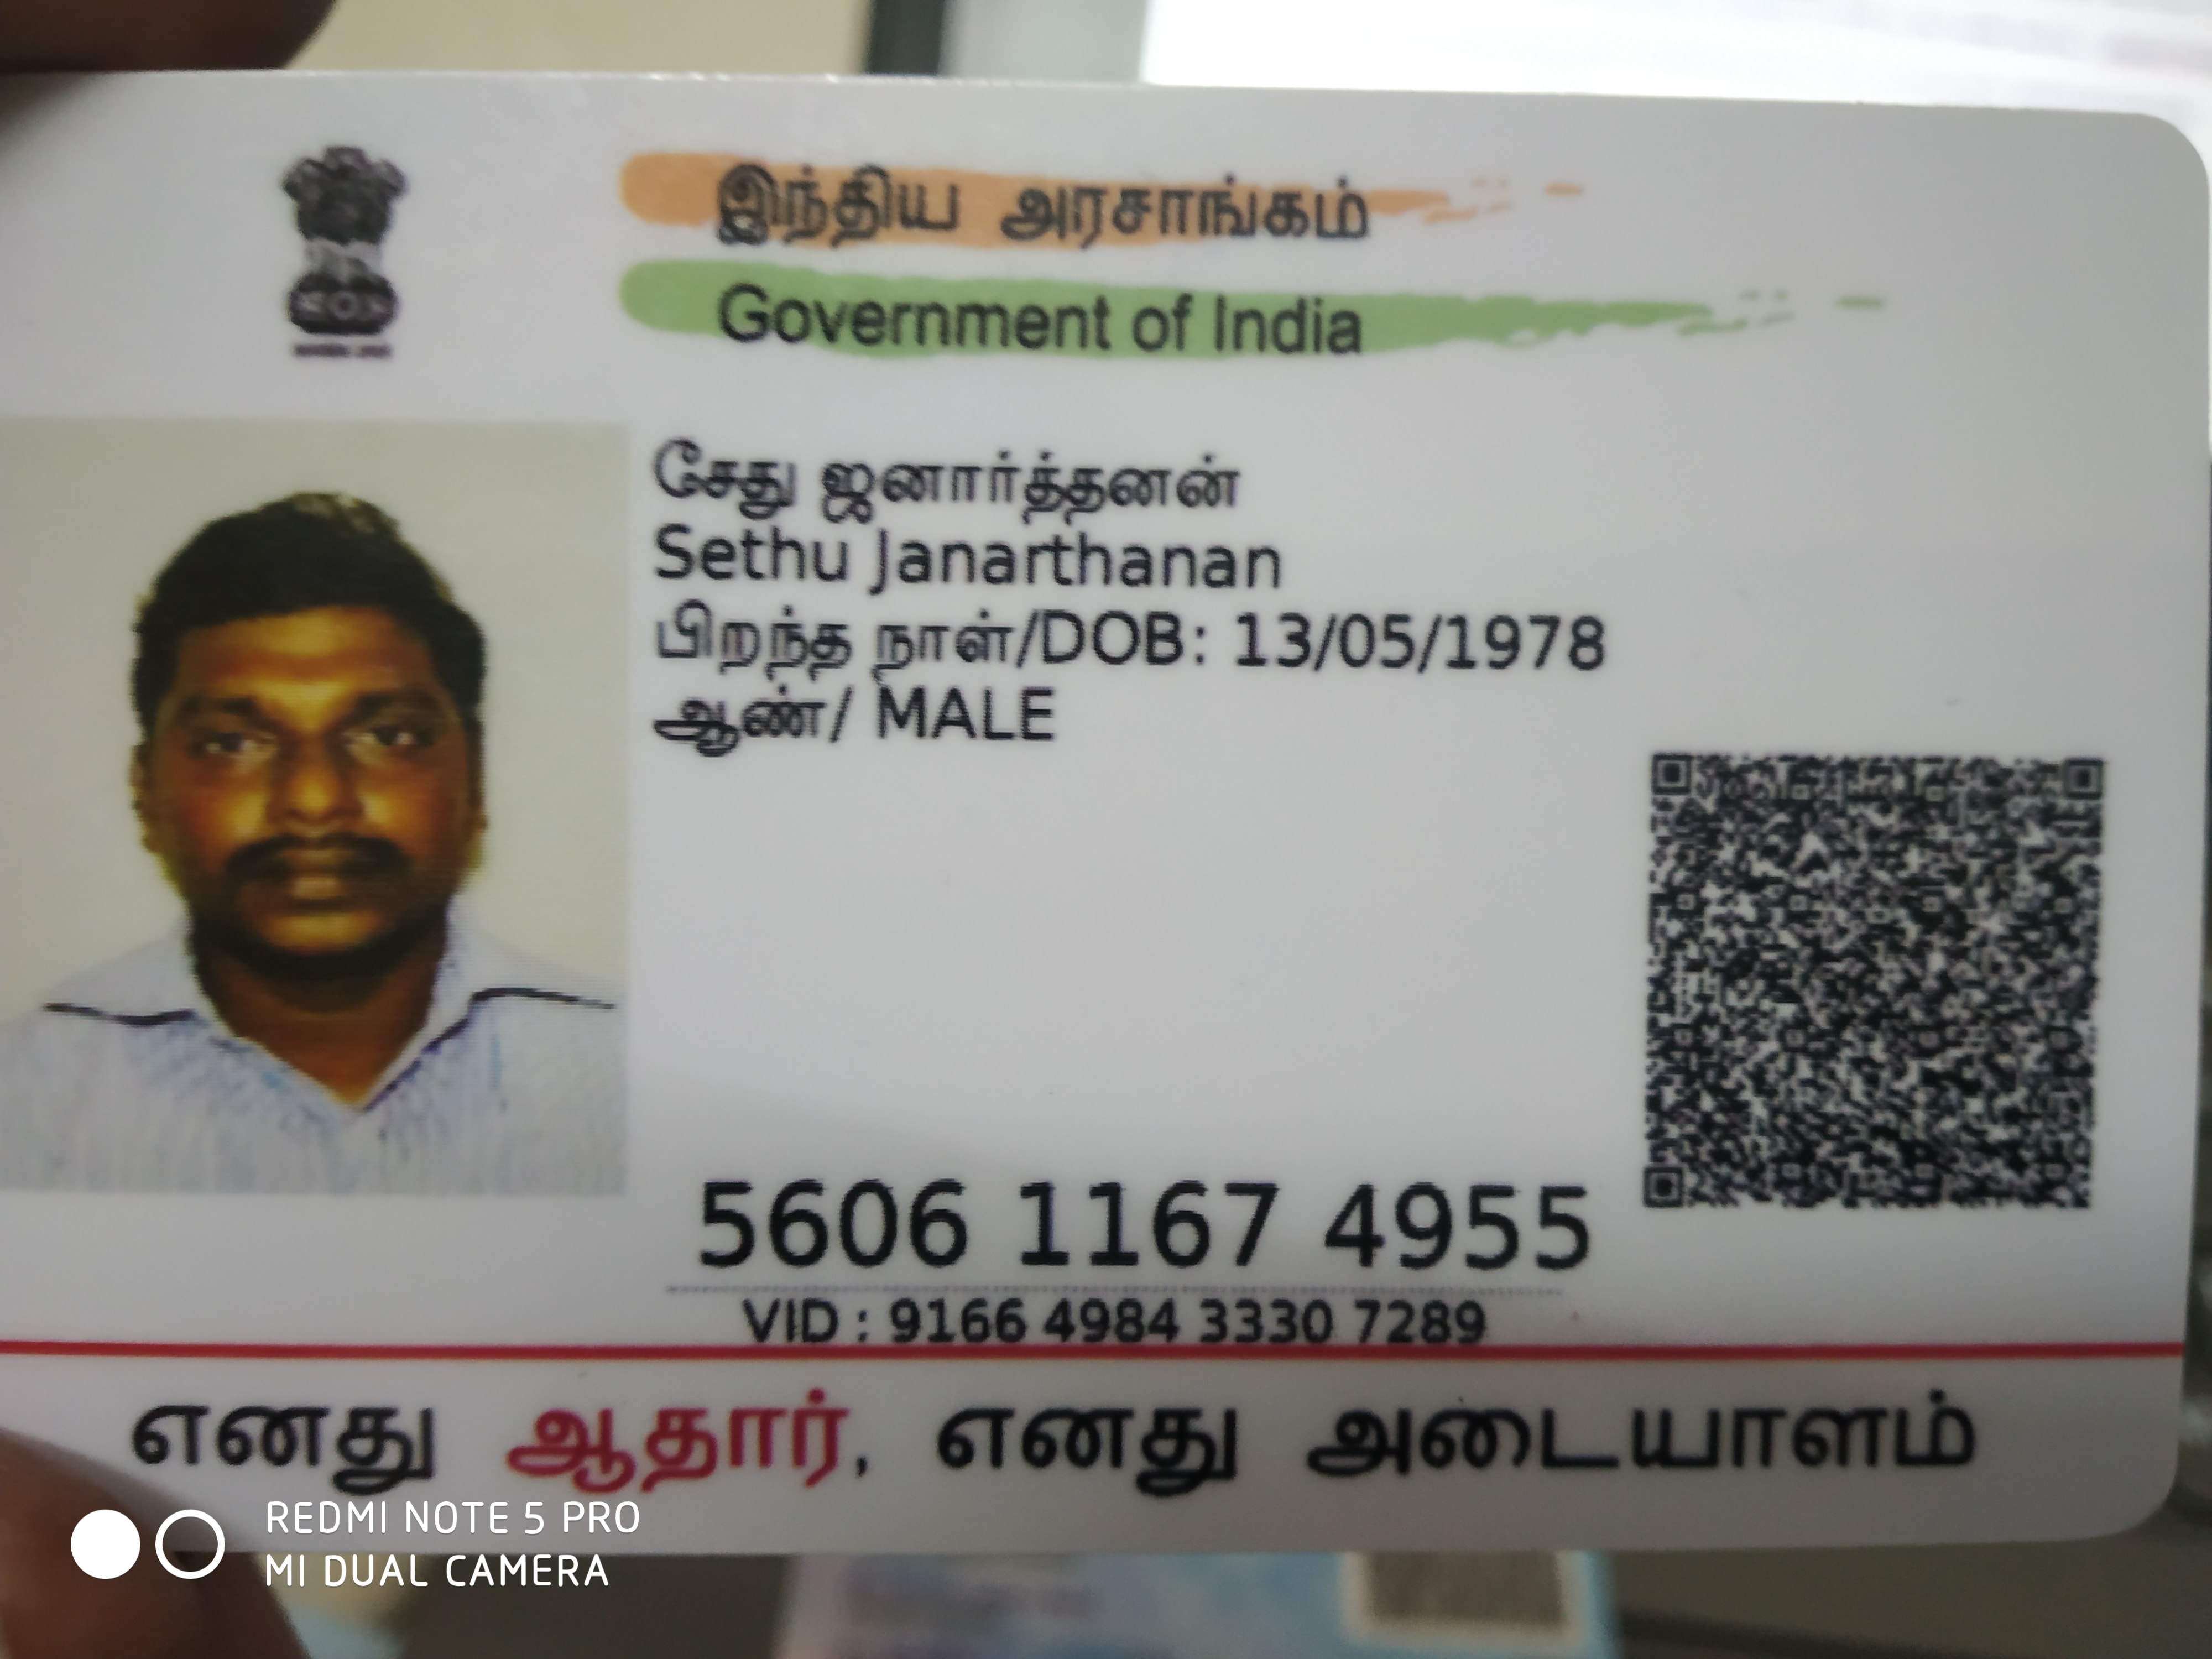 இந்திய அரசாங்கம்
Government of India
சேது ஜனார்த்தனன்
Sethu Janarthanan
பிறந்த நாள்/DOB: 13/05/1978
ஆண்/ MALE
5606 1167 4955
VID : 9166 4984 3330 7289
எனது ஆதார், எனது அடையாளம்
REDMI NOTE 5 PRO
MI DUAL CAMERA